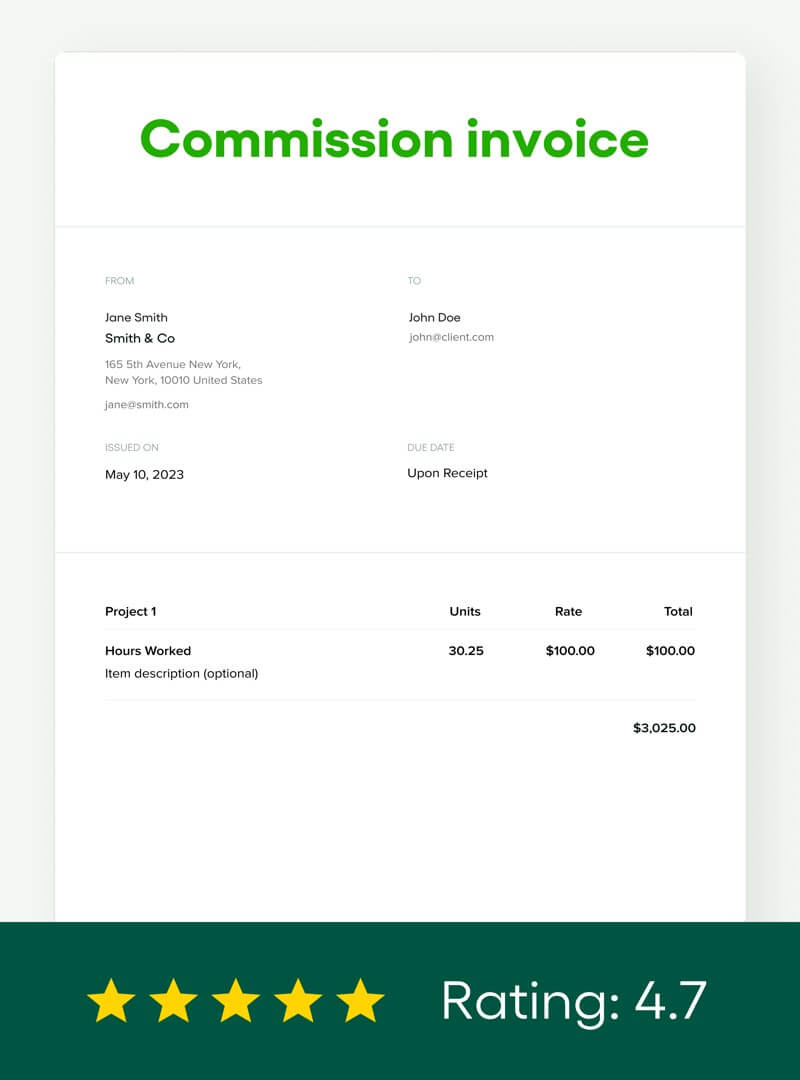 Commission invoice
FROM
TO
Jane Smith
John Doe
Smith & Co
john@client.com
165 5th Avenue New York,
New York, 10010 United States
jane@smith.com
ISSUED ON
DUE DATE
May 10, 2023
Upon Receipt
Project 1 Units Rate Total
Hours Worked 30.25 $100.00 $100.00
Item description (optional)
$3,025.00
Rating: 4.7